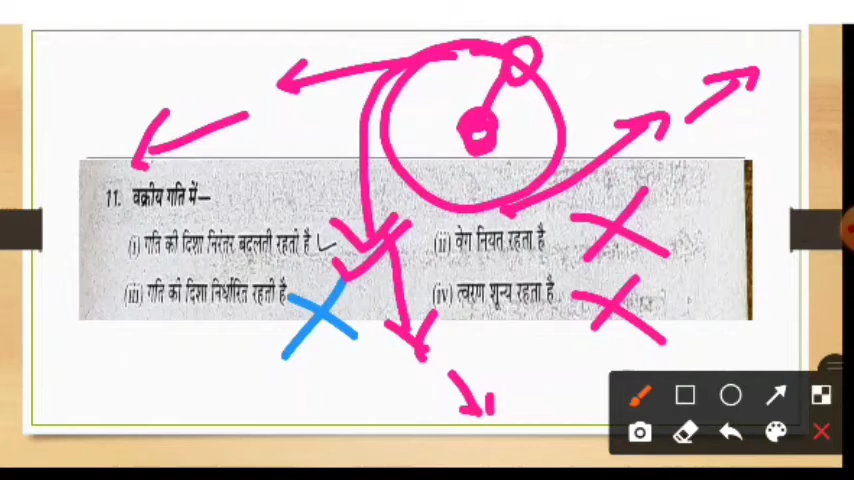 11. वक्रीय गति में—
(i) गति की दिशा निरंतर बदलती रहती है
(ii) वेग नियत रहता है
(iii) गति की दिशा निर्धारित रहती है
(iv) त्वरण शून्य रहता है.